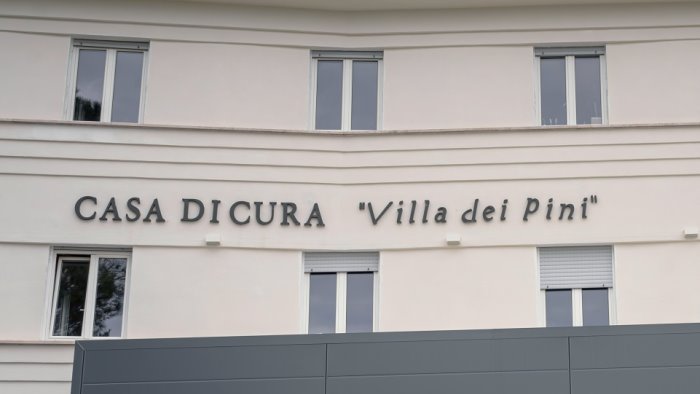 CASA DI CURA "Villa dei Pini"